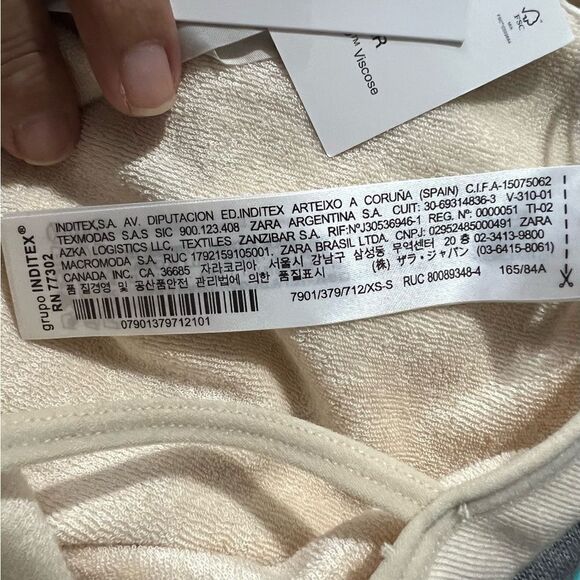 R
™ Viscose
FSC
MIX
grupo INDITEX®
RN 77302
INDITEX,S.A. AV. DIPUTACION ED.INDITEX ARTEIXO A CORUÑA (SPAIN) C.I.F.A-15075062
TEXMODAS S.A.S SIC 900.123.408 ZARA ARGENTINA S.A. CUIT: 30-69314836-3 V-310-01
AZKA LOGISTICS LLC, TEXTILES ZANZIBAR S.A. RIF:NºJ30536946-1 REG. Nº: 0000051 TI-02
MACROMODA S.A. RUC 1792159105001. ZARA BRASIL LTDA. CNPJ: 02952485000491 ZARA
CANADA INC. CA 36685 자라코리아 서울시 강남구 삼성동 무역센터 20 층 02-3413-9800
품질경영 및 공산품안전 관리법에 의한 품질표시 (株) ザラ・ジャパン (03-6415-8061)
7901/379/712/XS-S RUC 80089348-4 165/84A
07901379712101